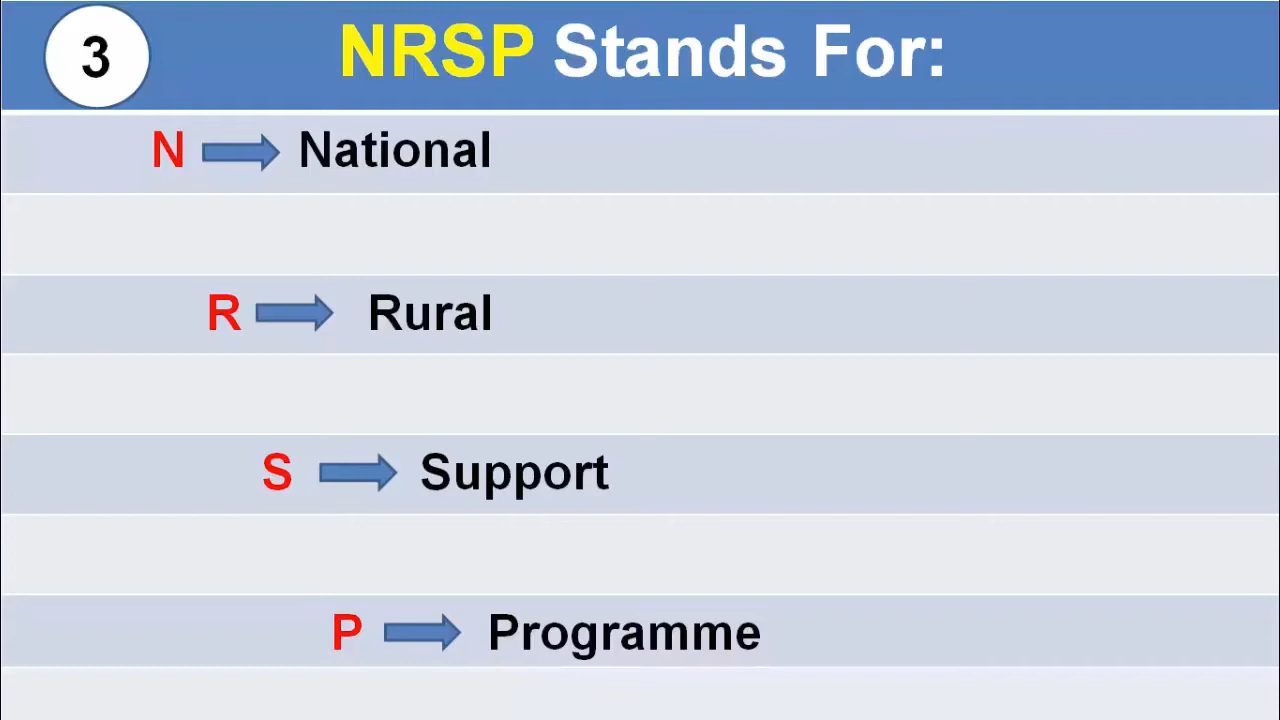 3
NRSP Stands For:
N National
R Rural
S Support
P Programme